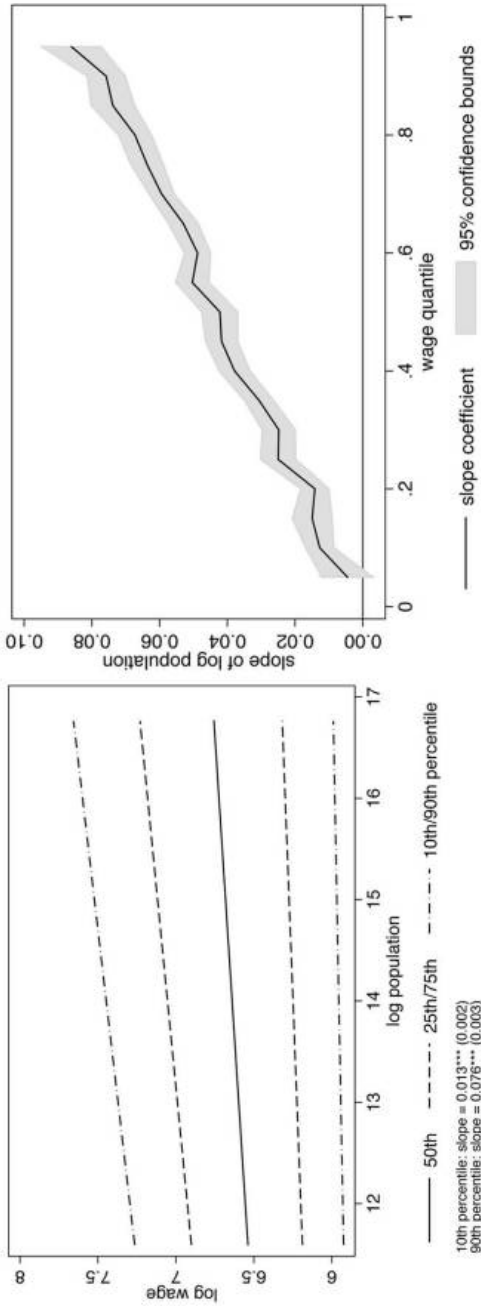 8
7.5
7
6.5
6
log wage
12 13 14 15 16 17
log population
50th 25th/75th 10th/90th percentile
10th percentile: slope = 0.013*** (0.002)
90th percentile: slope = 0.076*** (0.003)
0.10
0.08
0.06
0.04
0.02
0.00
slope of log population
0 .2 .4 .6 .8 1
wage quantile
slope coefficient 95% confidence bounds